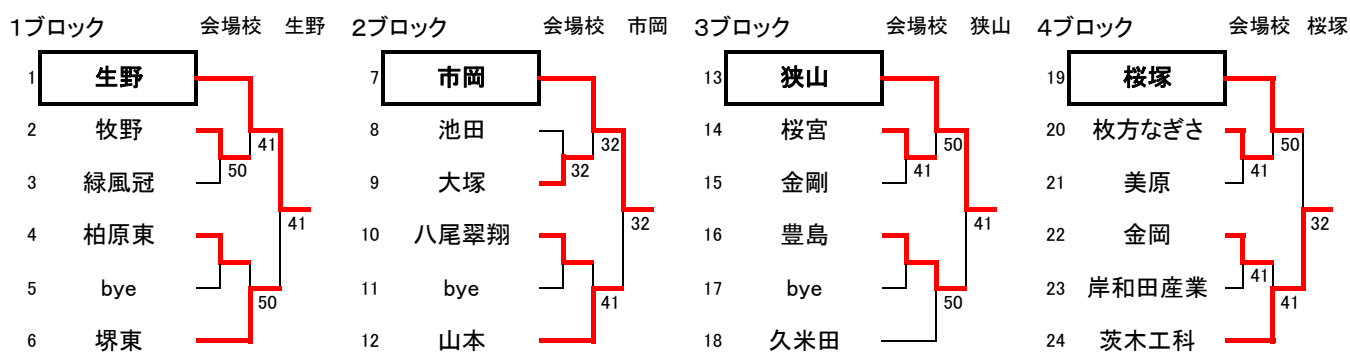 1ブロック 会場校 生野 2ブロック 会場校 市岡 3ブロック 会場校 狭山 4ブロック 会場校 桜塚
1 生野 7 市岡 13 狭山 19 桜塚
2 牧野 41 8 池田 32 14 桜宮 50 20 枚方なぎさ 50
50 32 41 41
3 緑風冠 9 大塚 15 金剛 21 美原
41 32 41 32
4 柏原東 10 八尾翠翔 16 豊島 22 金岡
41
5 bye 50 11 bye 41 17 bye 50 23 岸和田産業 41
6 堺東 12 山本 18 久米田 24 茨木工科